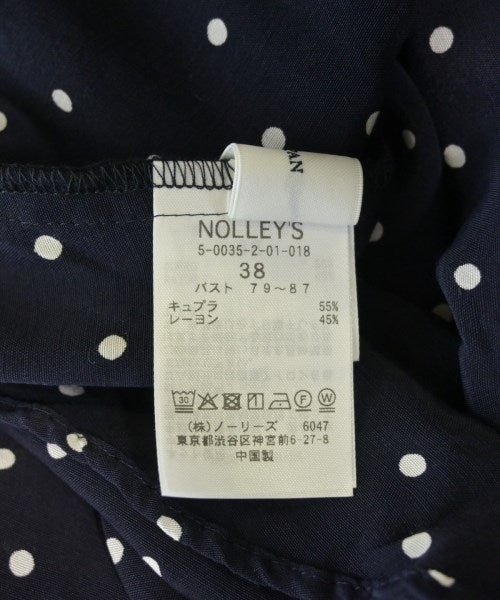 NOLLEY'S
5-0035-2-01-018
38
バスト 79～87
キュプラ 55%
レーヨン 45%
30 F W
(株)ノーリーズ 6047
東京都渋谷区神宮前6-27-8
中国製